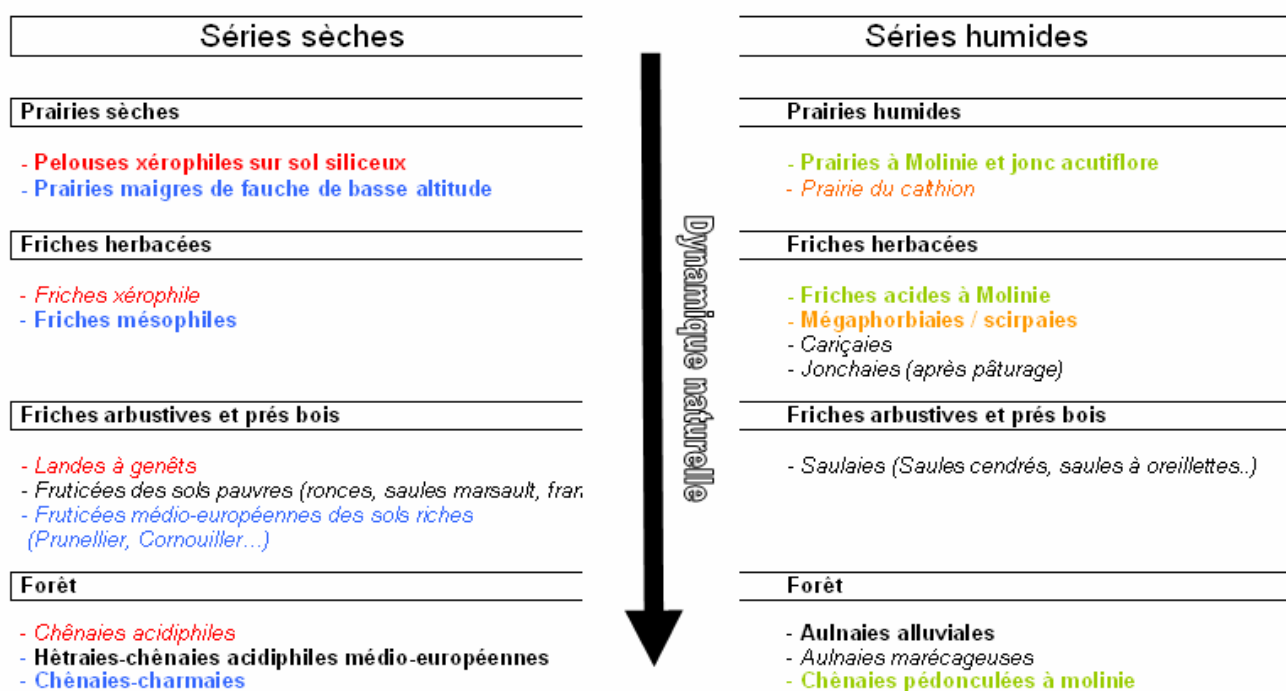 Séries sèches
Prairies sèches
- Pelouses xérophiles sur sol siliceux
- Prairies maigres de fauche de basse altitude
Friches herbacées
- Friches xérophile
- Friches mésophiles
Friches arbustives et prés bois
- Landes à genêts
- Fruticées des sols pauvres (ronces, saules marsault,
- Fruticées médio-européennes des sols riches
(Prunellier, Cornouiller...)
Forêt
- Chênaies acidiphiles
- Hêtraies-chênaies acidiphiles médio-européennes
- Chênaies-charmaies
Dynamique naturelle
Séries humides
Prairies humides
- Prairies à Molinie et jonc acutiflore
- Prairie du calthion
Friches herbacées
- Friches acides à Molinie
- Mégaphorbiaies / scirpaies
- Cariçaies
- Jonchaies (après pâturage)
Friches arbustives et prés bois
- Saulaies (Saules cendrés, saules à oreillettes..)
Forêt
- Aulnaies alluviales
- Aulnaies marécageuses
- Chênaies pédonculées à molinie